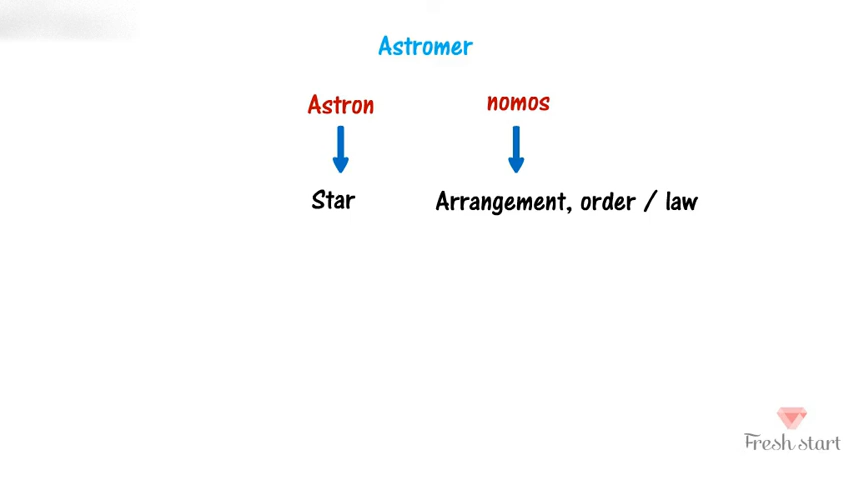 Astromer
Astron nomos
Star Arrangement, order / law
Fresh start